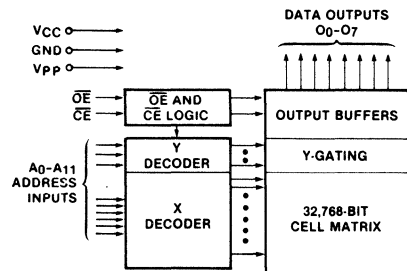 DATA OUTPUTS
O0-O7
VCC
GND
VPP
OE
CE
OE AND
CE LOGIC
OUTPUT BUFFERS
Y
DECODER
Y-GATING
A0-A11
ADDRESS
INPUTS
X
DECODER
32,768-BIT
CELL MATRIX